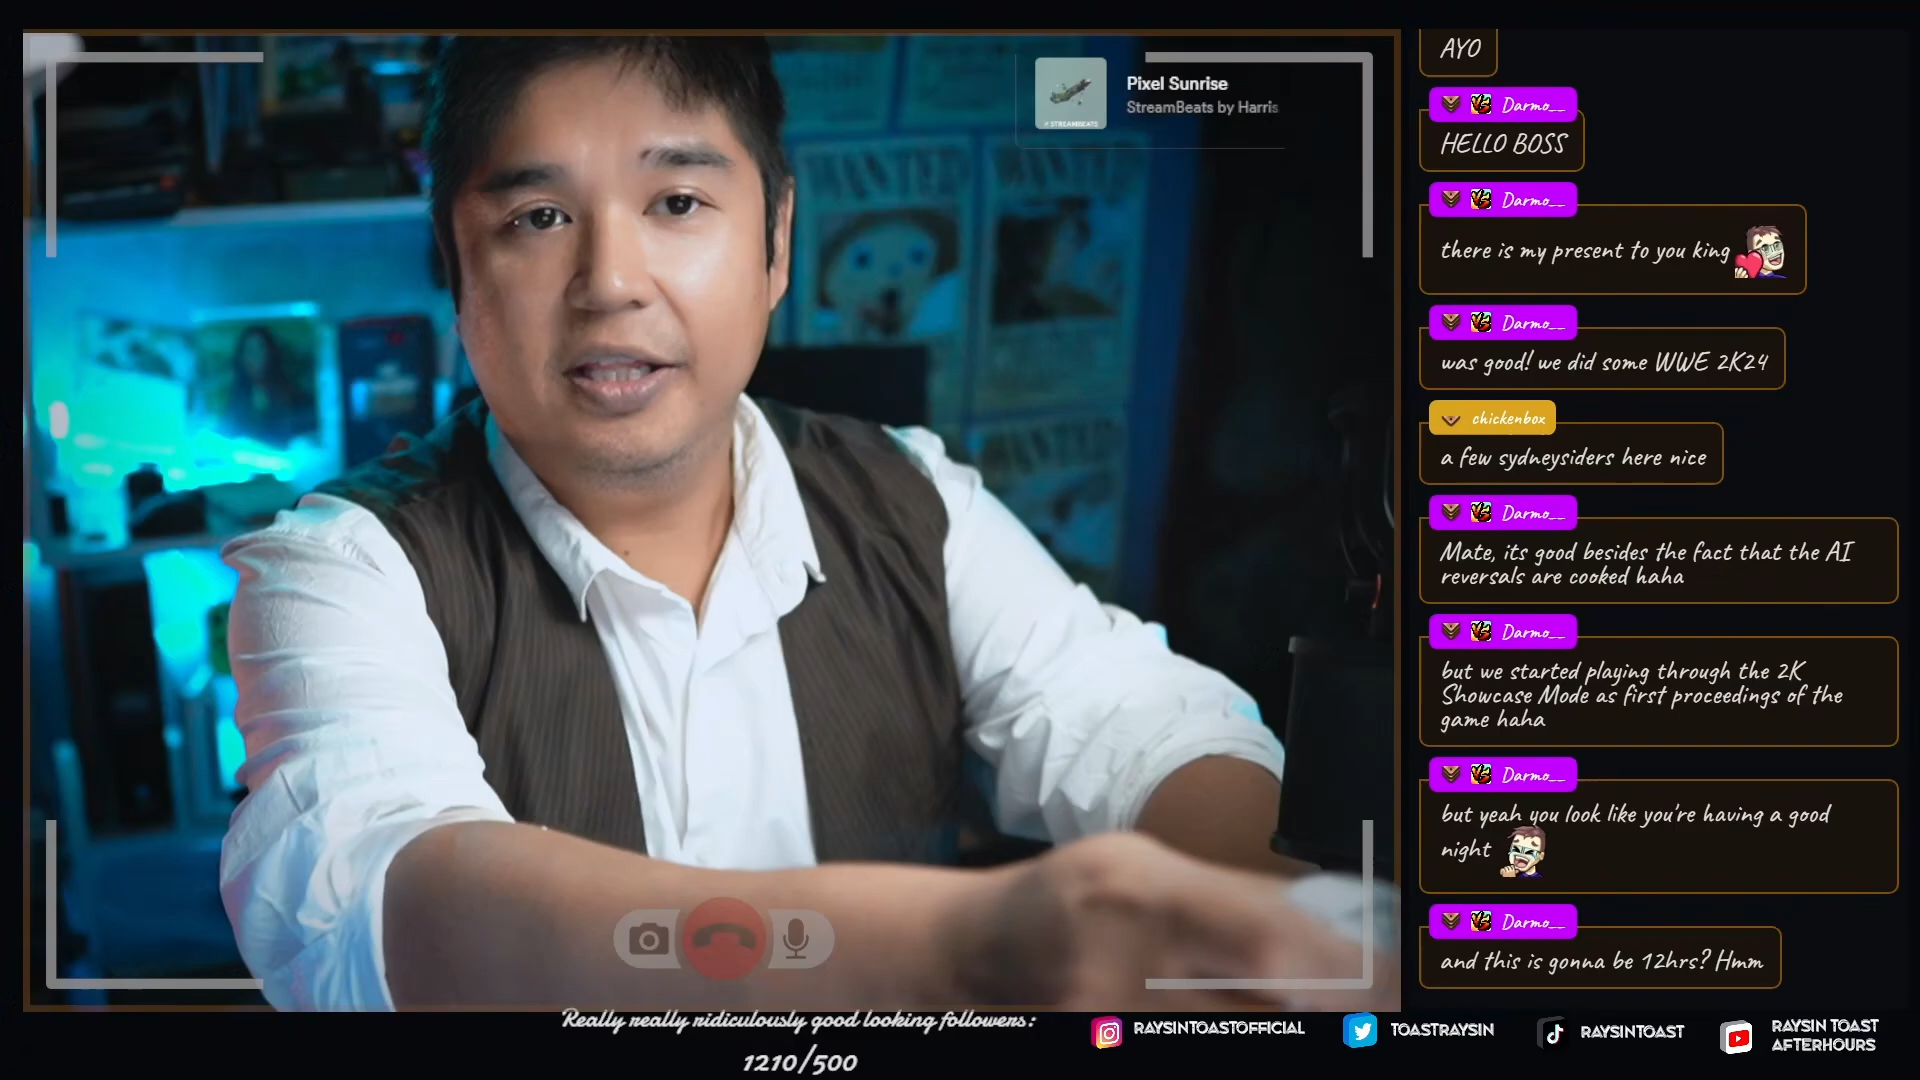 Pixel Sunrise
StreamBeats by Harris
STREAMBEATS
WANTED
WANTED
AYO
Darmo__
HELLO BOSS
Darmo__
there is my present to you king
Darmo__
was good! we did some WWE 2K24
chickenbox
a few sydneysiders here nice
Darmo__
Mate, its good besides the fact that the AI
reversals are cooked haha
Darmo__
but we started playing through the 2K
Showcase Mode as first proceedings of the
game haha
Darmo__
but yeah you look like you're having a good
night
Darmo__
and this is gonna be 12hrs? Hmm
Really really ridiculously good looking followers:
1210/500
RAYSINTOASTOFFICIAL
TOASTRAYSIN
RAYSINTOAST
RAYSIN TOAST
AFTERHOURS